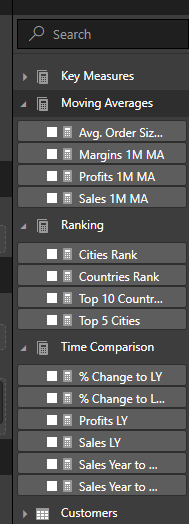 Search
Key Measures
Moving Averages
Avg. Order Siz...
Margins 1M MA
Profits 1M MA
Sales 1M MA
Ranking
Cities Rank
Countries Rank
Top 10 Countr...
Top 5 Cities
Time Comparison
% Change to LY
% Change to L...
Profits LY
Sales LY
Sales Year to ...
Sales Year to ...
Customers